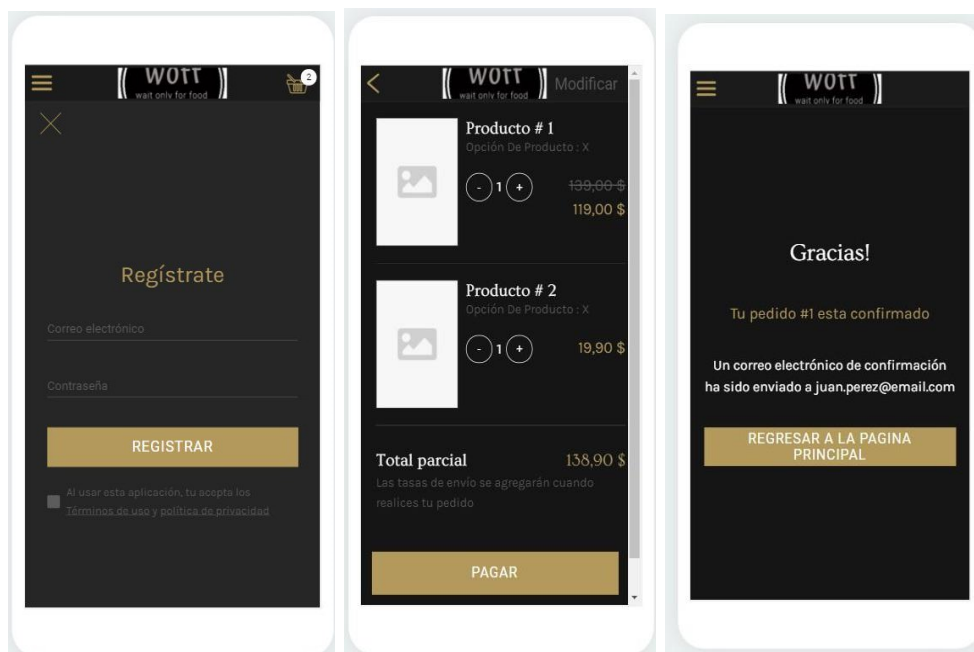 WOTT
wait only for food
2
Regístrate
Correo electrónico
Contraseña
REGISTRAR
Al usar esta aplicación, tu acepta los
Términos de uso y política de privacidad
WOTT
wait only for food
Modificar
Producto # 1
Opción De Producto : X
- 1 +
139,00 $
119,00 $
Producto # 2
Opción De Producto : X
- 1 +
19,90 $
Total parcial
138,90 $
Las tasas de envío se agregarán cuando
realices tu pedido
PAGAR
WOTT
wait only for food
Gracias!
Tu pedido #1 esta confirmado
Un correo electrónico de confirmación
ha sido enviado a juan.perez@email.com
REGRESAR A LA PAGINA
PRINCIPAL